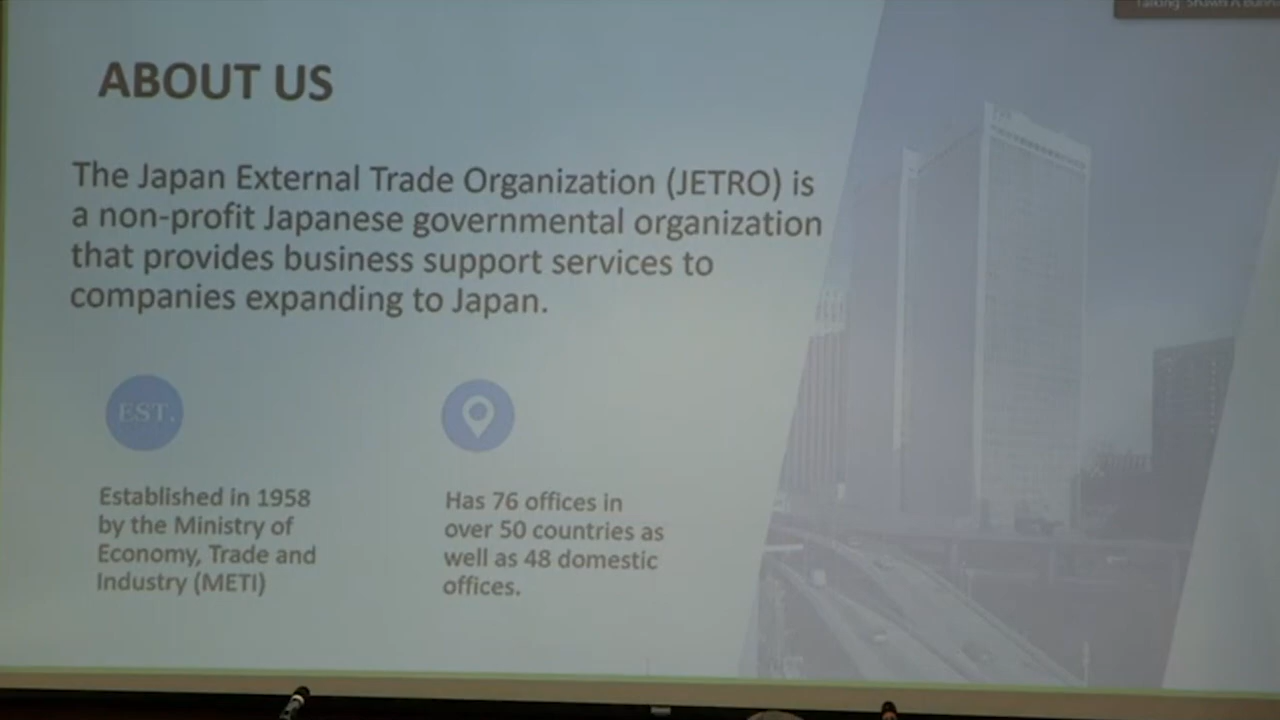 ABOUT US
The Japan External Trade Organization (JETRO) is
a non-profit Japanese governmental organization
that provides business support services to
companies expanding to Japan.
EST.
Established in 1958
by the Ministry of
Economy, Trade and
Industry (METI)
Has 76 offices in
over 50 countries as
well as 48 domestic
offices.